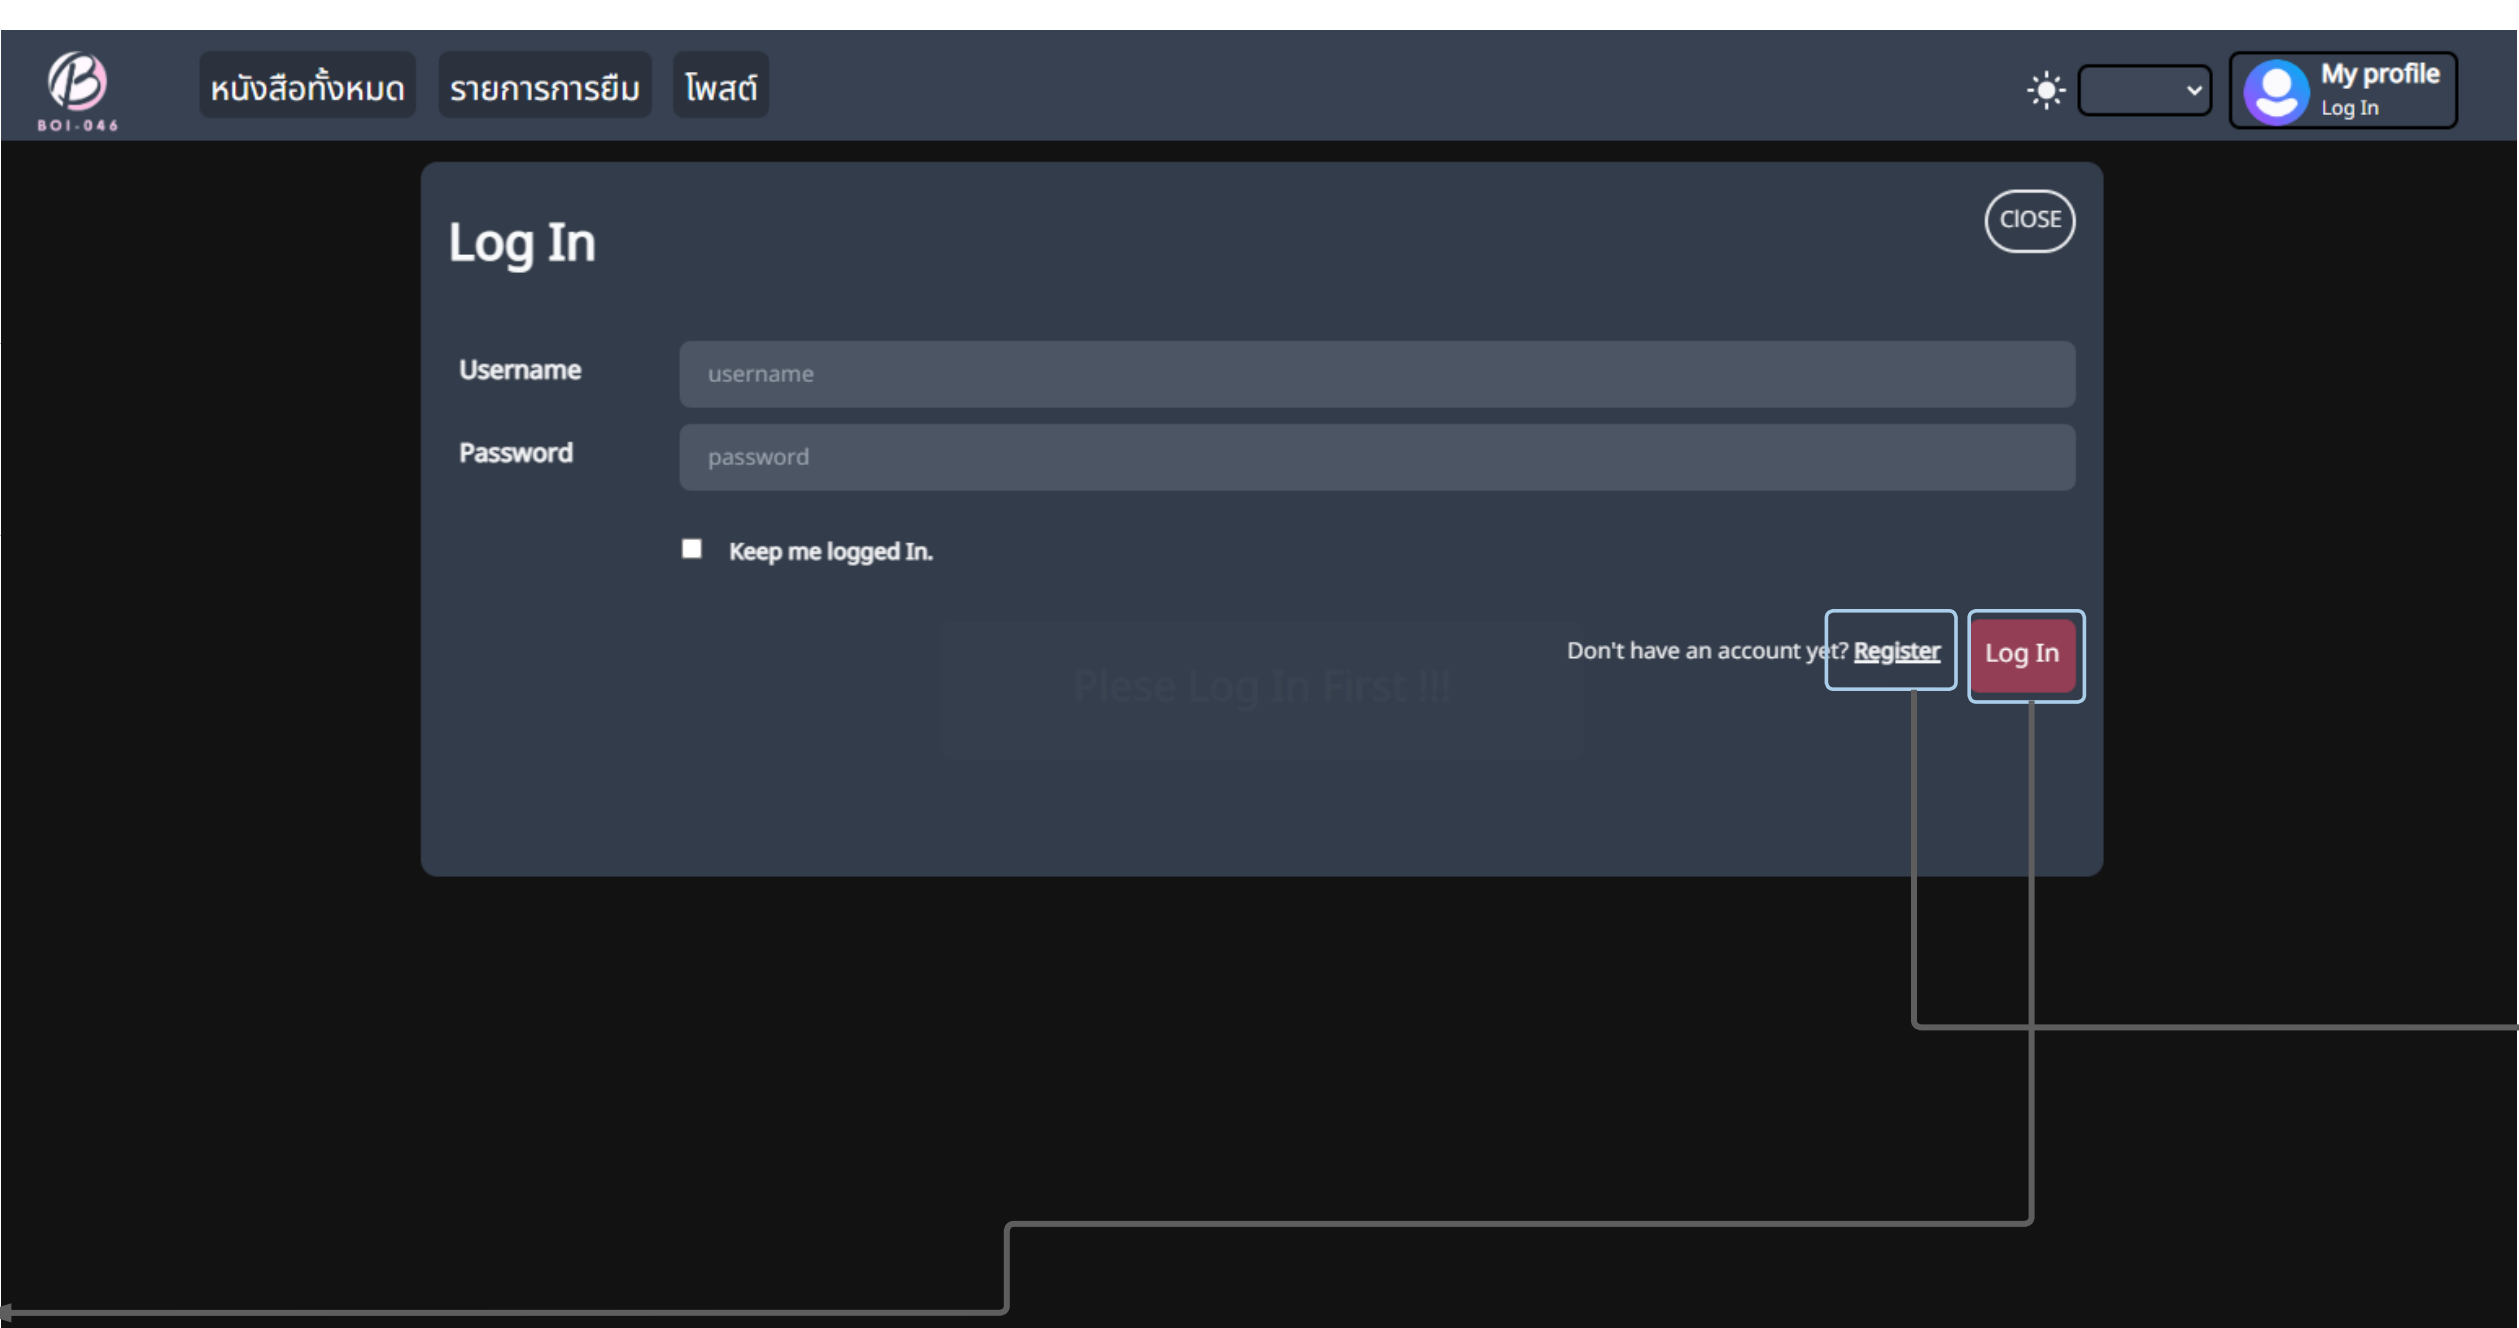 BOI-046
หนังสือทั้งหมด
รายการการยืม
โพสต์
My profile
Log In
Log In
ClOSE
Username
username
Password
password
Keep me logged In.
Don't have an account yet? Register
Log In
Plese Log In First !!!